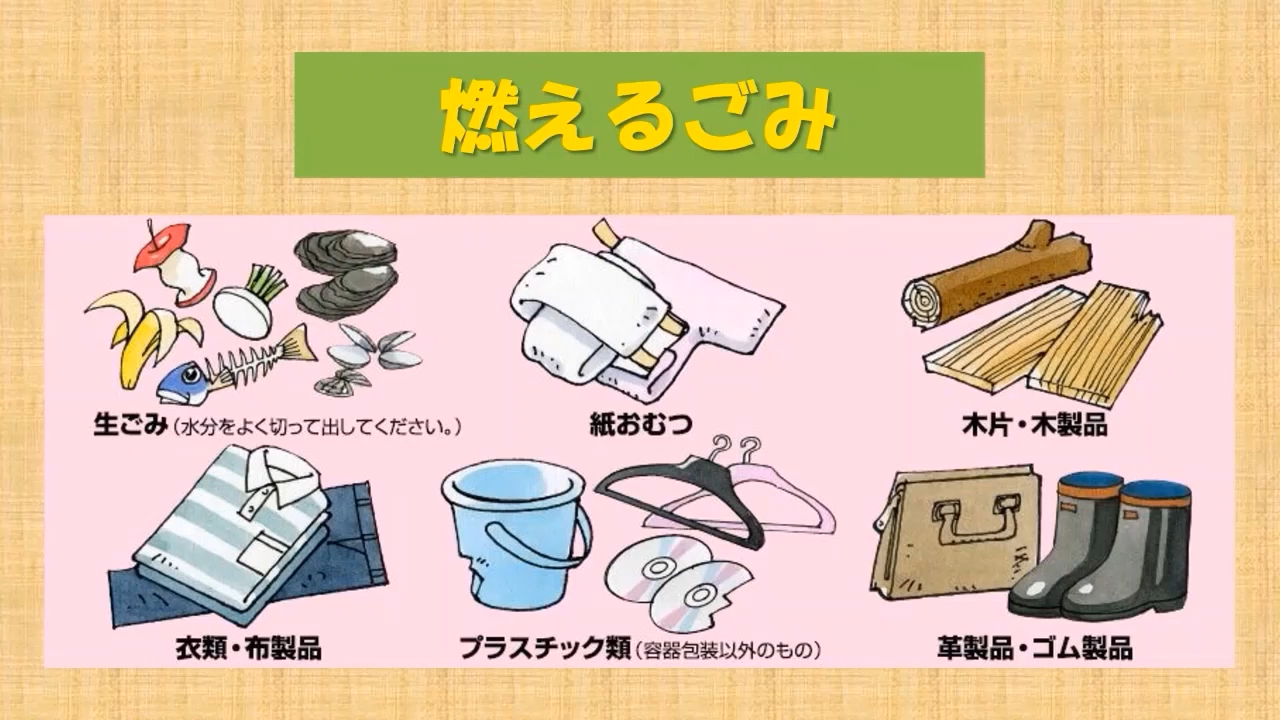 燃えるごみ
生ごみ（水分をよく切って出してください。）
紙おむつ
木片・木製品
衣類・布製品
プラスチック類（容器包装以外のもの）
革製品・ゴム製品